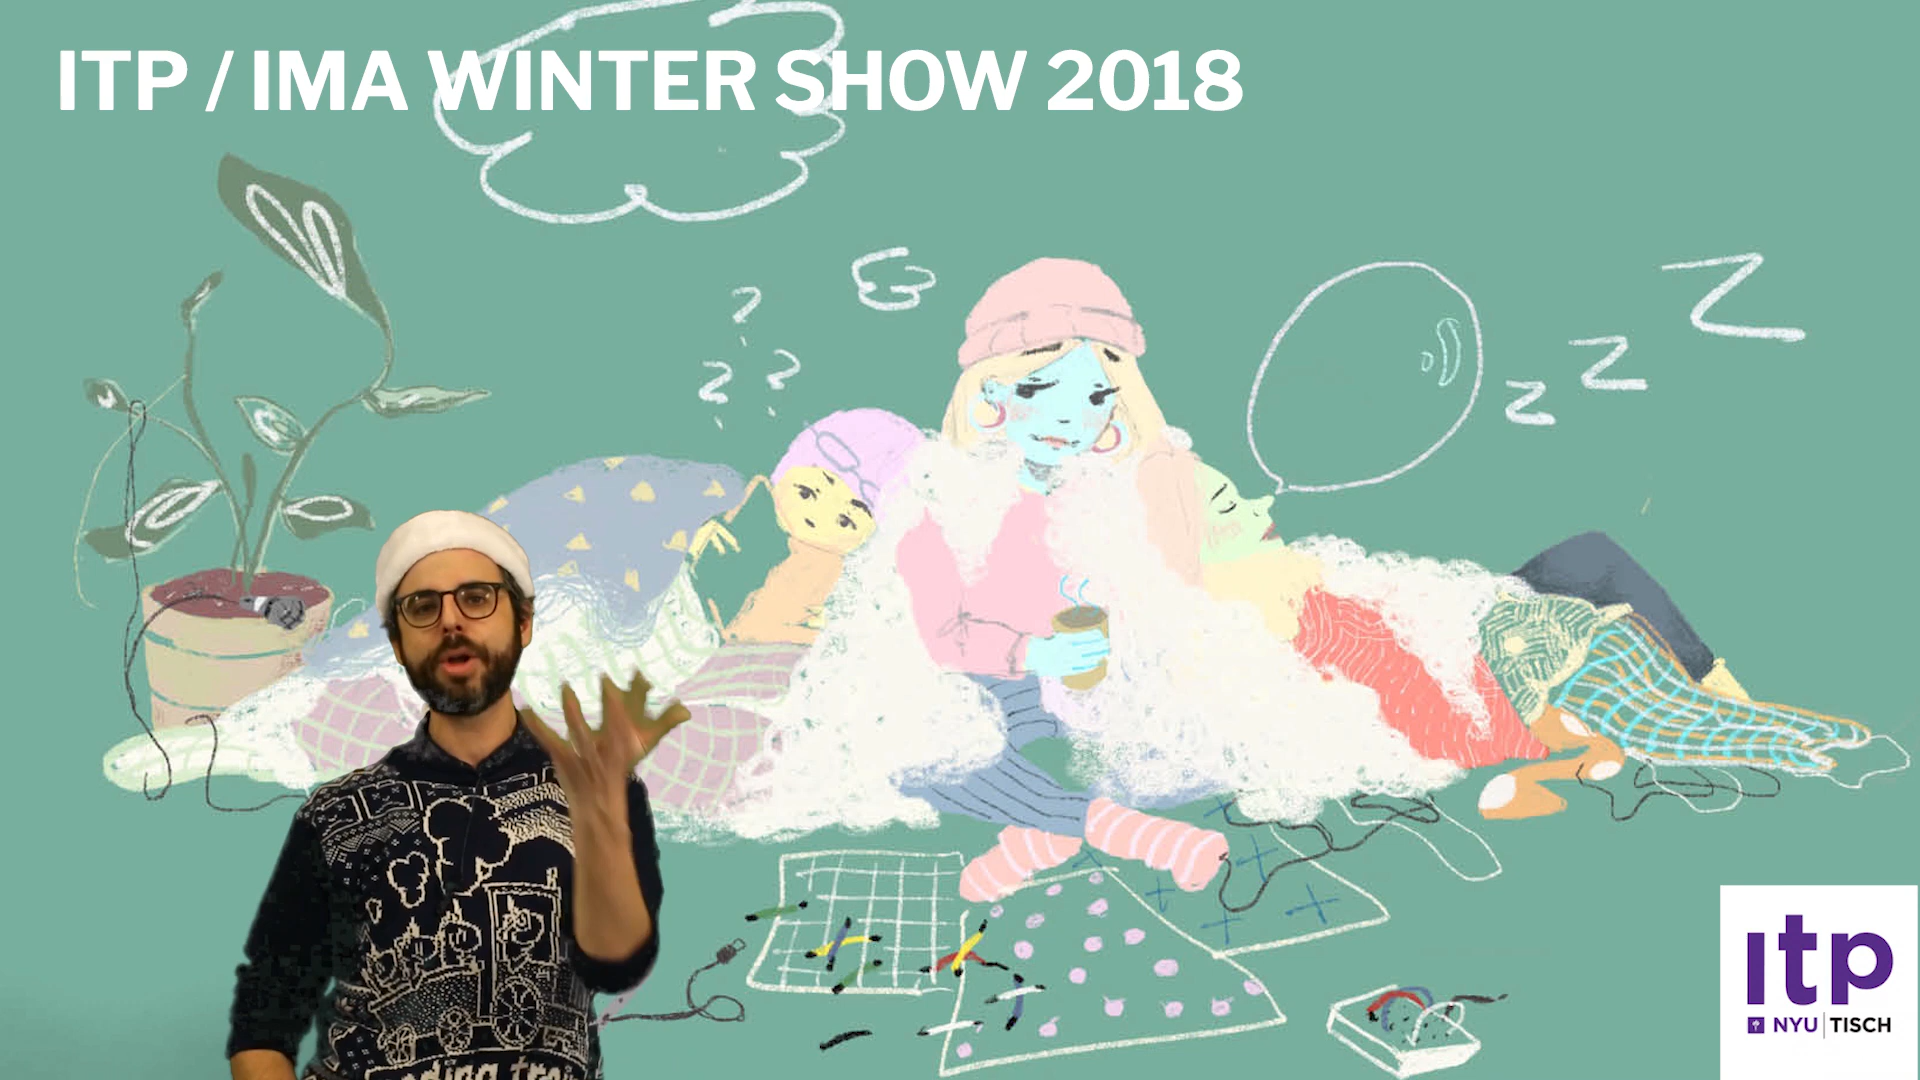 ITP / IMA WINTER SHOW 2018
? ? ?
z z Z
itp
NYU | TISCH